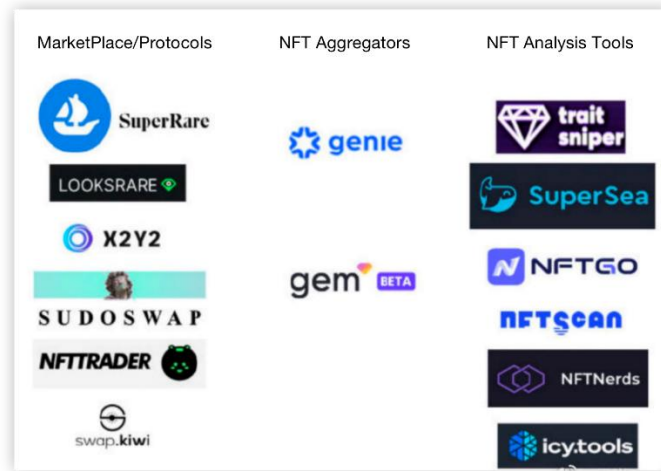 MarketPlace/Protocols
NFT Aggregators
NFT Analysis Tools
SuperRare
LOOKSRARE
X2Y2
SUDOSWAP
NFTTRADER
swap.kiwi
genie
gem BETA
trait
sniper
SuperSea
NFTGO
NFTSCAN
NFTNerds
icy.tools